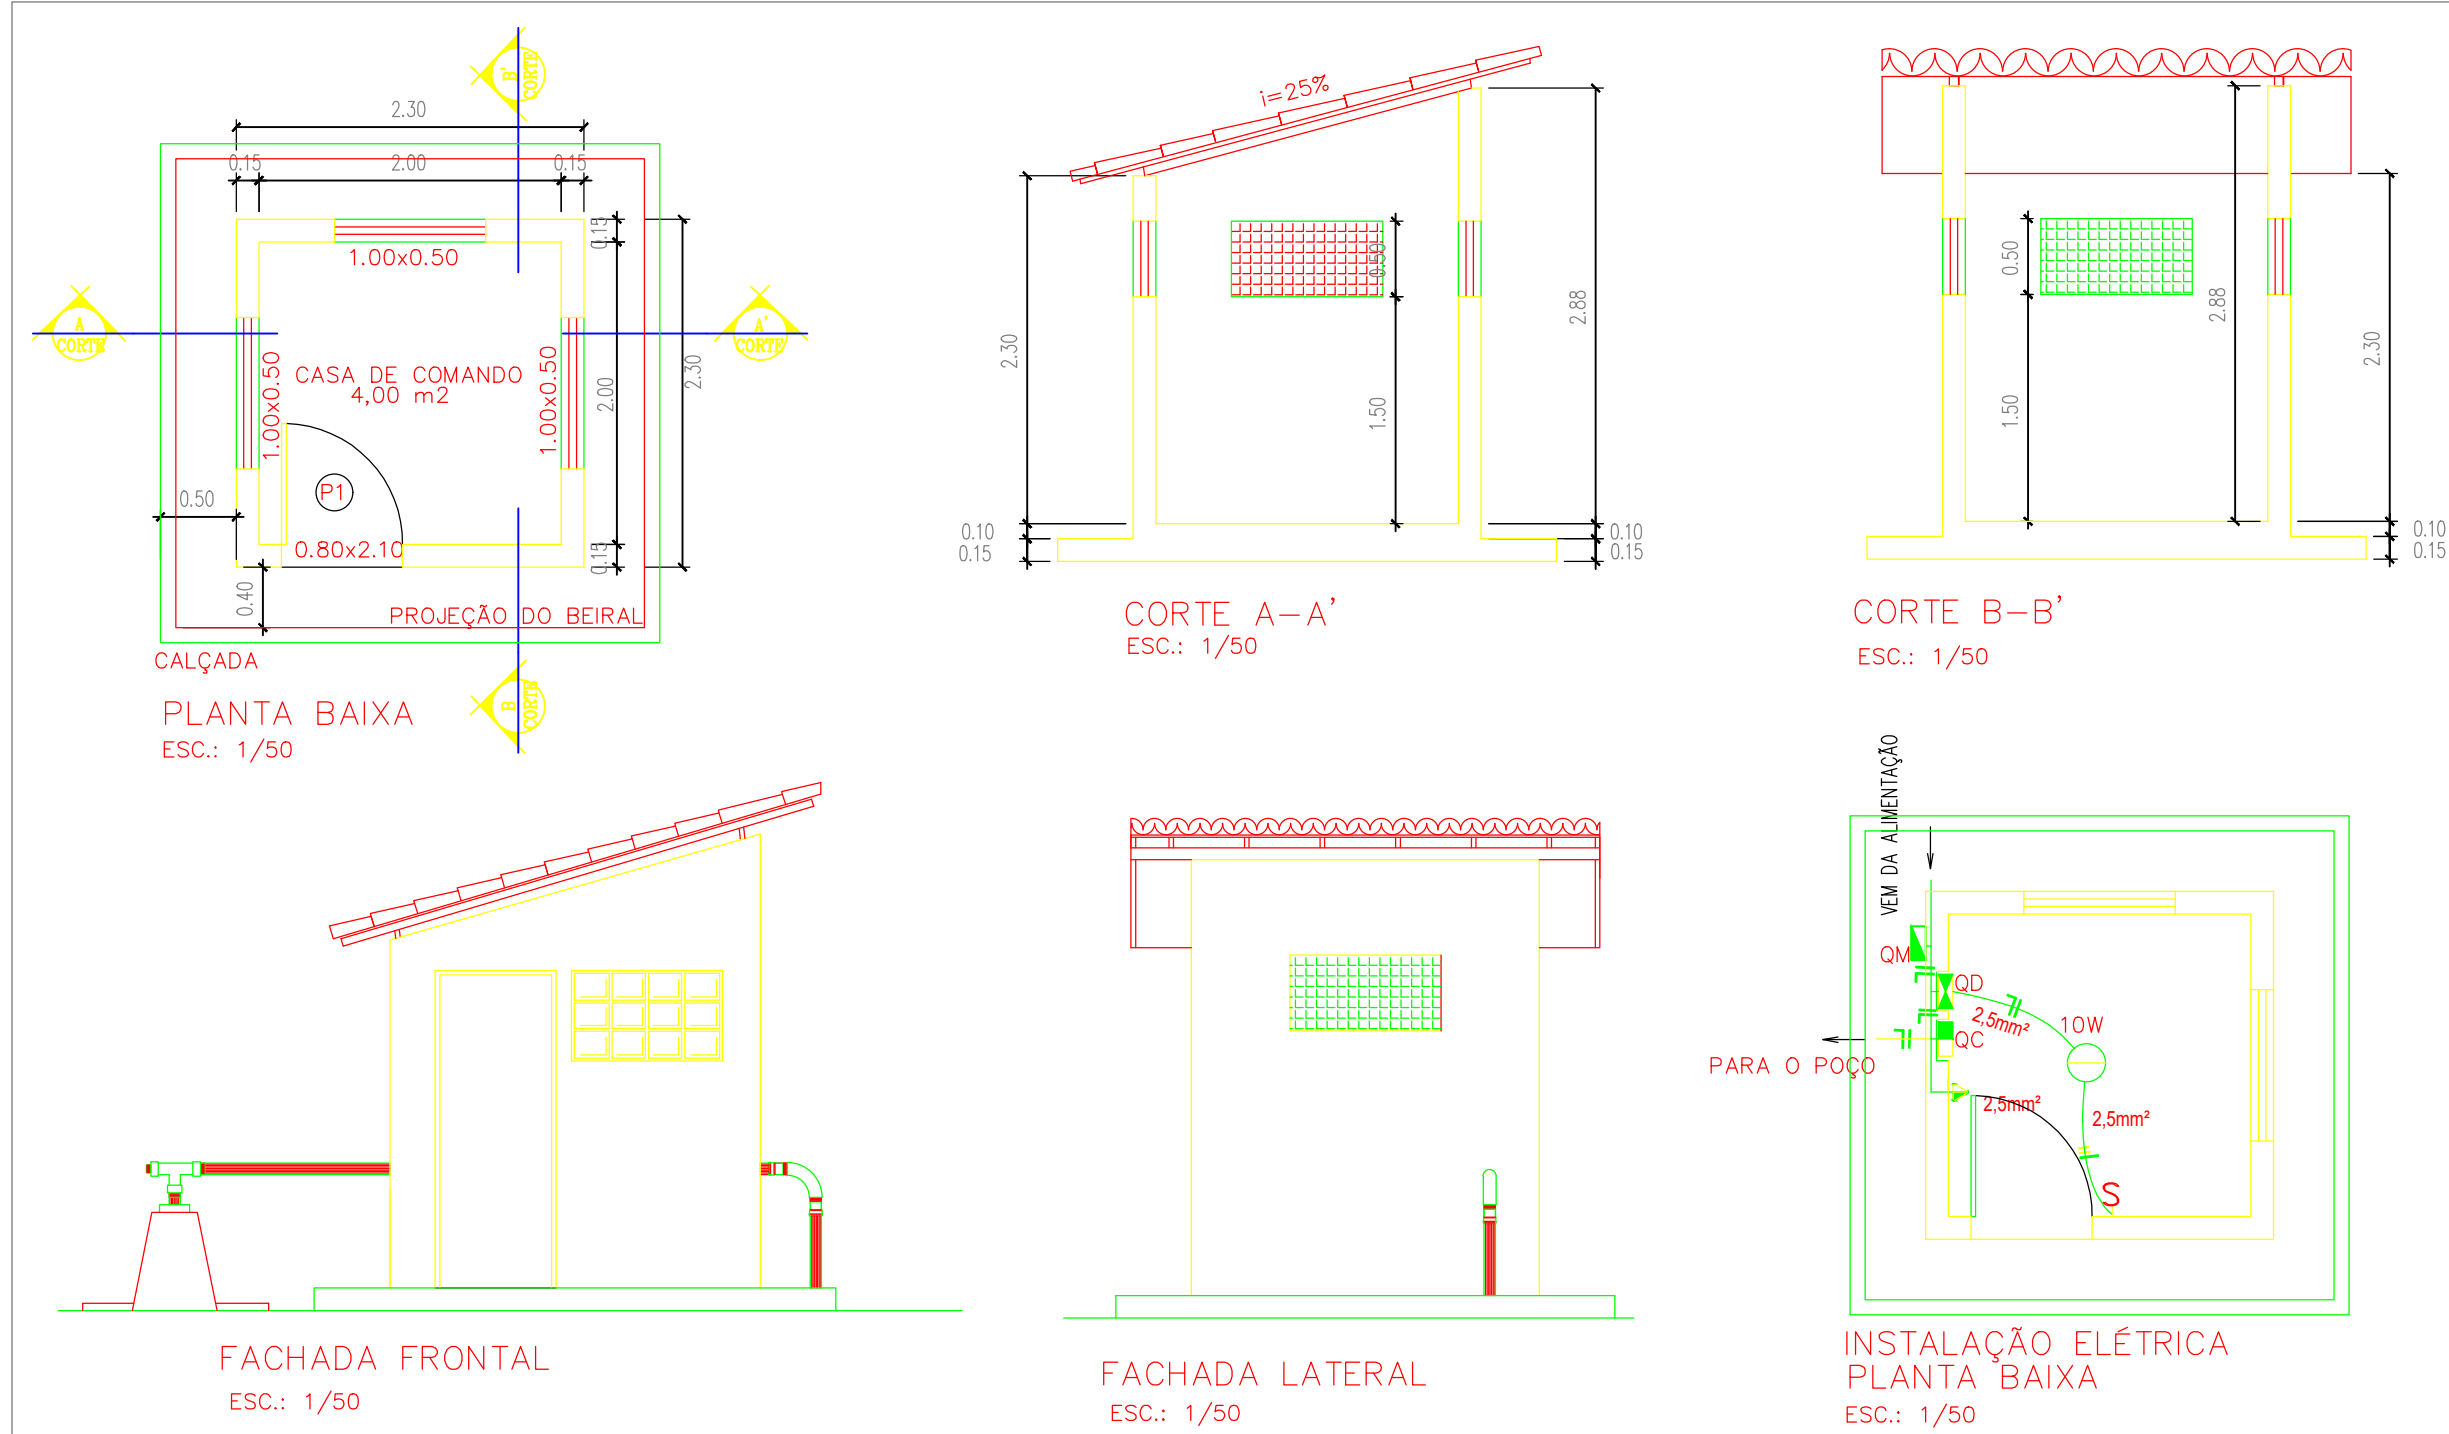 B'
CORTE
2.30
0.15
2.00
0.15
0.15
1.00x0.50
A
CORTE
A'
CORTE
1.00x0.50
CASA DE COMANDO
4,00 m2
1.00x0.50
2.00
2.30
P1
0.50
0.80x2.10
0.15
0.40
PROJEÇÃO DO BEIRAL
CALÇADA
B
CORTE
PLANTA BAIXA
ESC.: 1/50
i=25%
0.50
2.88
2.30
1.50
0.10
0.15
0.10
0.15
CORTE A-A'
ESC.: 1/50
0.50
2.88
2.30
1.50
0.10
0.15
CORTE B-B'
ESC.: 1/50
FACHADA FRONTAL
ESC.: 1/50
FACHADA LATERAL
ESC.: 1/50
VEM DA ALIMENTAÇÃO
QM
QD
2,5mm²
10W
QC
PARA O POÇO
2,5mm²
2,5mm²
S
INSTALAÇÃO ELÉTRICA
PLANTA BAIXA
ESC.: 1/50